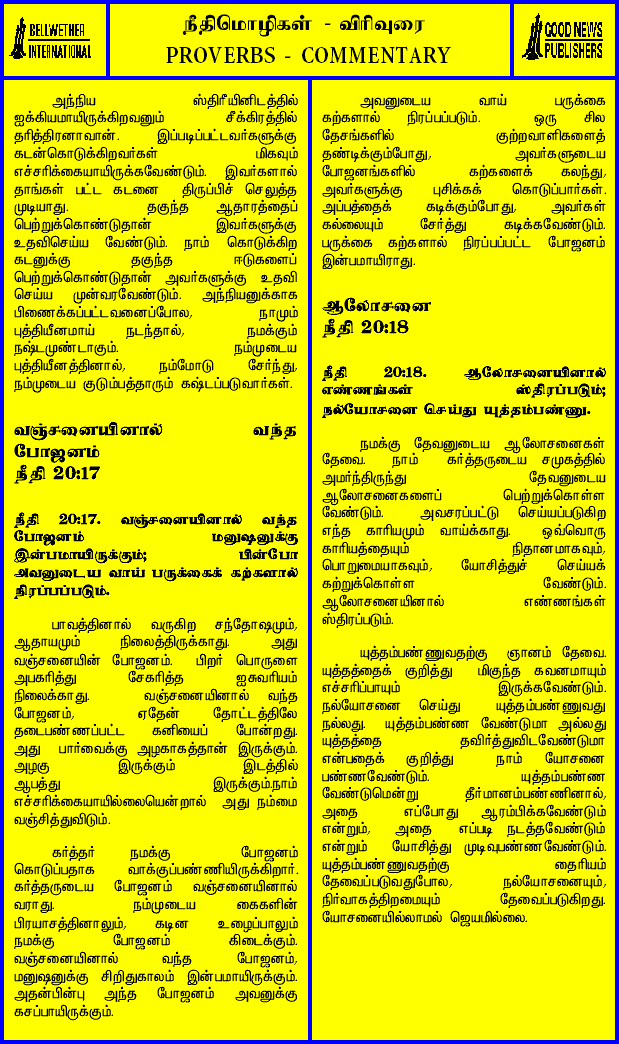 BELLWETHER
INTERNATIONAL
நீதிமொழிகள் - விரிவுரை
PROVERBS - COMMENTARY
GOOD NEWS
PUBLISHERS
அந்நிய ஸ்திரீயினிடத்தில்
ஐக்கியமாயிருக்கிறவனும் சீக்கிரத்தில்
தரித்திரனாவான். இப்படிப்பட்டவர்களுக்கு
கடன்கொடுக்கிறவர்கள் மிகவும்
எச்சரிக்கையாயிருக்கவேண்டும். இவர்களால்
தாங்கள் பட்ட கடனை திருப்பிச் செலுத்த
முடியாது. தகுந்த ஆதாரத்தைப்
பெற்றுக்கொண்டுதான் இவர்களுக்கு
உதவிசெய்ய வேண்டும். நாம் கொடுக்கிற
கடனுக்கு தகுந்த ஈடுகளைப்
பெற்றுக்கொண்டுதான் அவர்களுக்கு உதவி
செய்ய முன்வரவேண்டும். அந்நியனுக்காக
பிணைக்கப்பட்டவனைப்போல, நாமும்
புத்தியீனமாய் நடந்தால், நமக்கும்
நஷ்டமுண்டாகும். நம்முடைய
புத்தியீனத்தினால், நம்மோடு சேர்ந்து,
நம்முடைய குடும்பத்தாரும் கஷ்டப்படுவார்கள்.
வஞ்சனையினால் வந்த
போஜனம்
நீதி 20:17
நீதி 20:17. வஞ்சனையினால் வந்த
போஜனம் மனுஷனுக்கு
இன்பமாயிருக்கும்; பின்போ
அவனுடைய வாய் பருக்கைக் கற்களால்
நிரப்பப்படும்.
பாவத்தினால் வருகிற சந்தோஷமும்,
ஆதாயமும் நிலைத்திருக்காது. அது
வஞ்சனையின் போஜனம். பிறர் பொருளை
அபகரித்து சேகரித்த ஐசுவரியம்
நிலைக்காது. வஞ்சனையினால் வந்த
போஜனம், ஏதேன் தோட்டத்திலே
தடைபண்ணப்பட்ட கனியைப் போன்றது.
அது பார்வைக்கு அழகாகத்தான் இருக்கும்.
அழகு இருக்கும் இடத்தில்
ஆபத்து இருக்கும்.நாம்
எச்சரிக்கையாயில்லையென்றால் அது நம்மை
வஞ்சித்துவிடும்.
கர்த்தர் நமக்கு போஜனம்
கொடுப்பதாக வாக்குப்பண்ணியிருக்கிறார்.
கர்த்தருடைய போஜனம் வஞ்சனையினால்
வராது. நம்முடைய கைகளின்
பிரயாசத்தினாலும், கடின உழைப்பாலும்
நமக்கு போஜனம் கிடைக்கும்.
வஞ்சனையினால் வந்த போஜனம்,
மனுஷனுக்கு சிறிதுகாலம் இன்பமாயிருக்கும்.
அதன்பின்பு அந்த போஜனம் அவனுக்கு
கசப்பாயிருக்கும்.
அவனுடைய வாய் பருக்கை
கற்களால் நிரப்பப்படும். ஒரு சில
தேசங்களில் குற்றவாளிகளைத்
தண்டிக்கும்போது, அவர்களுடைய
போஜனங்களில் கற்களைக் கலந்து,
அவர்களுக்கு புசிக்கக் கொடுப்பார்கள்.
அப்பத்தைக் கடிக்கும்போது, அவர்கள்
கல்லையும் சேர்த்து கடிக்கவேண்டும்.
பருக்கை கற்களால் நிரப்பப்பட்ட போஜனம்
இன்பமாயிராது.
ஆலோசனை
நீதி 20:18
நீதி 20:18. ஆலோசனையினால்
எண்ணங்கள் ஸ்திரப்படும்;
நல்யோசனை செய்து யுத்தம்பண்ணு.
நமக்கு தேவனுடைய ஆலோசனைகள்
தேவை. நாம் கர்த்தருடைய சமுகத்தில்
அமர்ந்திருந்து தேவனுடைய
ஆலோசனைகளைப் பெற்றுக்கொள்ள
வேண்டும். அவசரப்பட்டு செய்யப்படுகிற
எந்த காரியமும் வாய்க்காது. ஒவ்வொரு
காரியத்தையும் நிதானமாகவும்,
பொறுமையாகவும், யோசித்துச் செய்யக்
கற்றுக்கொள்ள வேண்டும்.
ஆலோசனையினால் எண்ணங்கள்
ஸ்திரப்படும்.
யுத்தம்பண்ணுவதற்கு ஞானம் தேவை.
யுத்தத்தைக் குறித்து மிகுந்த கவனமாயும்
எச்சரிப்பாயும் இருக்கவேண்டும்.
நல்யோசனை செய்து யுத்தம்பண்ணுவது
நல்லது. யுத்தம்பண்ண வேண்டுமா அல்லது
யுத்தத்தை தவிர்த்துவிடவேண்டுமா
என்பதைக் குறித்து நாம் யோசனை
பண்ணவேண்டும். யுத்தம்பண்ண
வேண்டுமென்று தீர்மானம்பண்ணினால்,
அதை எப்போது ஆரம்பிக்கவேண்டும்
என்றும், அதை எப்படி நடத்தவேண்டும்
என்றும் யோசித்து முடிவுபண்ணவேண்டும்.
யுத்தம்பண்ணுவதற்கு தைரியம்
தேவைப்படுவதுபோல, நல்யோசனையும்,
நிர்வாகத்திறமையும் தேவைப்படுகிறது.
யோசனையில்லாமல் ஜெயமில்லை.